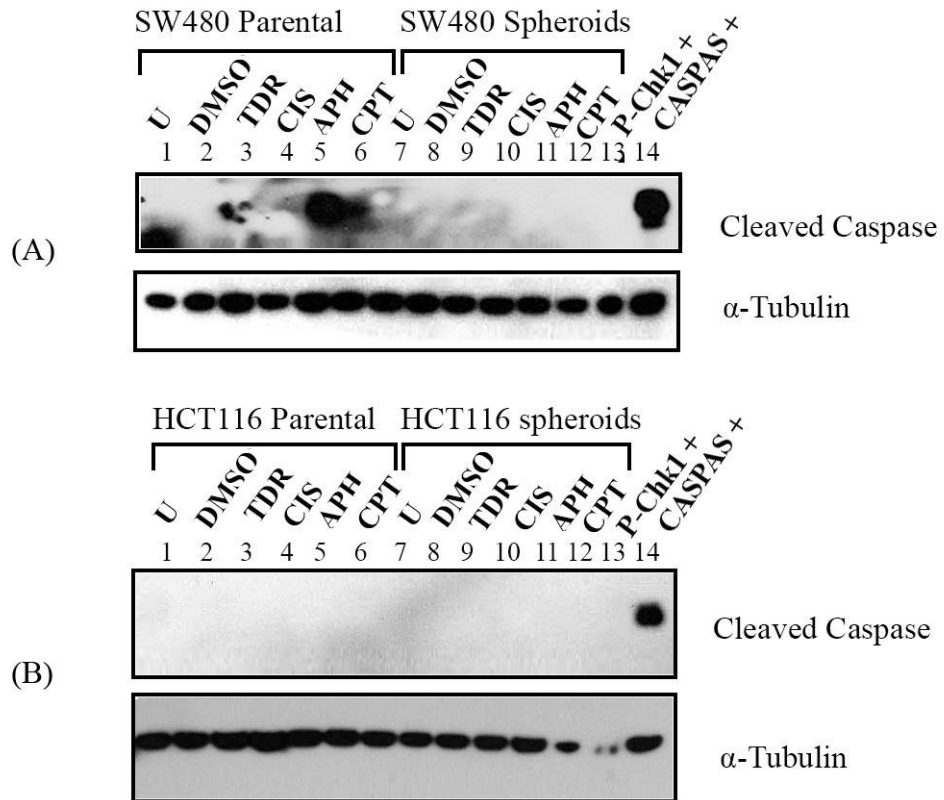 (A)
SW480 Parental SW480 Spheroids
U DMSO TDR CIS APH CPT U DMSO TDR CIS APH CPT P-Chk1 + CASPAS +
1 2 3 4 5 6 7 8 9 10 11 12 13 14
Cleaved Caspase
α-Tubulin
(B)
HCT116 Parental HCT116 spheroids
U DMSO TDR CIS APH CPT U DMSO TDR CIS APH CPT P-Chk1 + CASPAS +
1 2 3 4 5 6 7 8 9 10 11 12 13 14
Cleaved Caspase
α-Tubulin